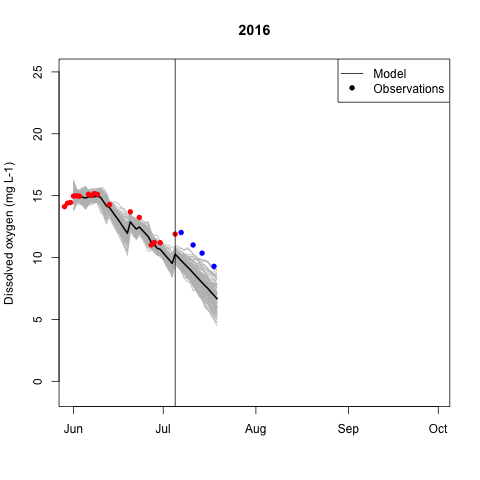 2016
Model
Observations
Dissolved oxygen (mg L-1)
25
20
15
10
5
0
Jun
Jul
Aug
Sep
Oct